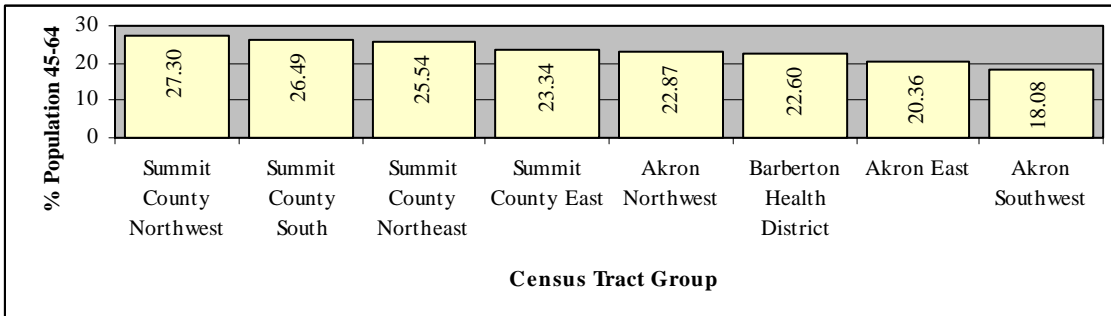 % Population 45-64
30
20
10
0
27.30
26.49
25.54
23.34
22.87
22.60
20.36
18.08
Summit County Northwest
Summit County South
Summit County Northeast
Summit County East
Akron Northwest
Barberton Health District
Akron East
Akron Southwest
Census Tract Group